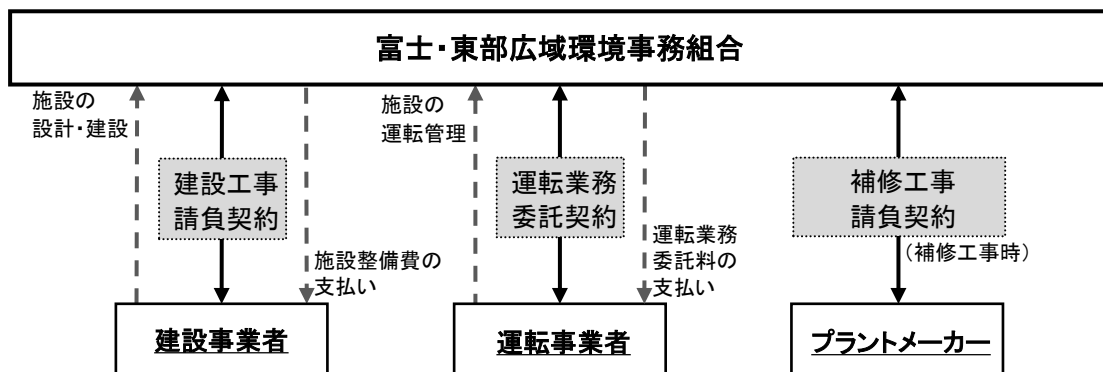 富士・東部広域環境事務組合
施設の
設計・建設
建設工事
請負契約
施設整備費の
支払い
施設の
運転管理
運転業務
委託契約
運転業務
委託料の
支払い
補修工事
請負契約
（補修工事時）
建設事業者
運転事業者
プラントメーカー